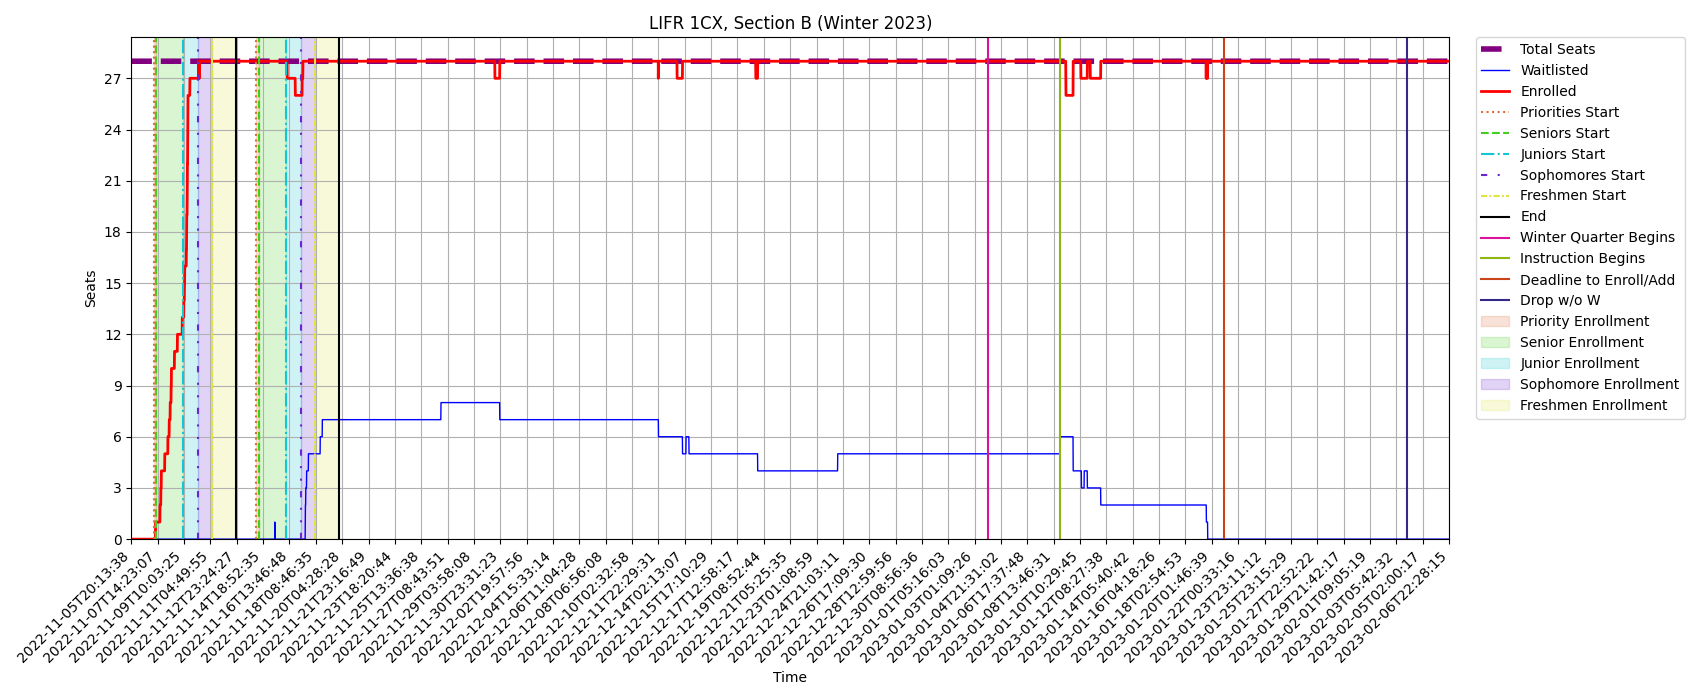 LIFR 1CX, Section B (Winter 2023)
Seats
27
24
21
18
15
12
9
6
3
0
2022-11-05T20:13:38
2022-11-07T14:23:07
2022-11-09T10:03:25
2022-11-11T04:49:55
2022-11-12T23:24:27
2022-11-14T18:52:35
2022-11-16T13:46:48
2022-11-18T08:46:35
2022-11-20T04:28:28
2022-11-21T23:16:49
2022-11-23T18:20:44
2022-11-25T13:36:38
2022-11-27T08:43:51
2022-11-29T03:58:08
2022-11-30T23:31:23
2022-12-02T19:57:56
2022-12-04T15:33:14
2022-12-06T11:04:28
2022-12-08T06:56:08
2022-12-10T02:32:58
2022-12-11T22:29:31
2022-12-14T02:13:07
2022-12-15T17:10:29
2022-12-17T12:58:17
2022-12-19T08:52:44
2022-12-21T05:25:35
2022-12-23T01:08:59
2022-12-24T21:03:11
2022-12-26T17:09:30
2022-12-28T12:59:56
2022-12-30T08:56:36
2023-01-01T05:16:03
2023-01-03T01:09:26
2023-01-04T21:31:02
2023-01-06T17:37:48
2023-01-08T13:46:31
2023-01-10T10:29:45
2023-01-12T08:27:38
2023-01-14T05:40:42
2023-01-16T04:18:26
2023-01-18T02:54:53
2023-01-20T01:46:39
2023-01-22T00:33:16
2023-01-23T23:11:12
2023-01-25T23:15:29
2023-01-27T22:52:22
2023-01-29T21:42:17
2023-02-01T09:05:19
2023-02-03T05:42:32
2023-02-05T02:00:17
2023-02-06T22:28:15
Time
Total Seats
Waitlisted
Enrolled
Priorities Start
Seniors Start
Juniors Start
Sophomores Start
Freshmen Start
End
Winter Quarter Begins
Instruction Begins
Deadline to Enroll/Add
Drop w/o W
Priority Enrollment
Senior Enrollment
Junior Enrollment
Sophomore Enrollment
Freshmen Enrollment